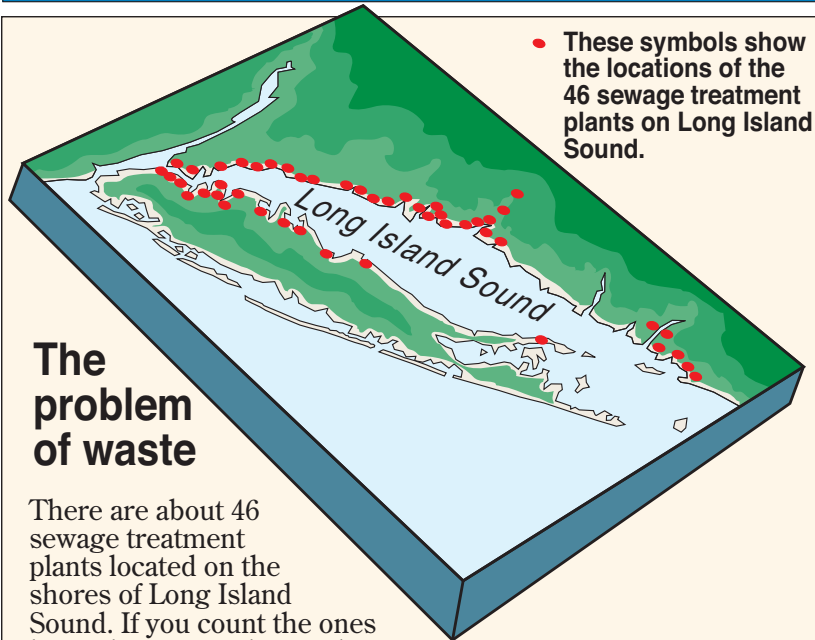 These symbols show
the locations of the
46 sewage treatment
plants on Long Island
Sound.
Long Island Sound
The
problem
of waste
There are about 46
sewage treatment
plants located on the
shores of Long Island
Sound. If you count the ones